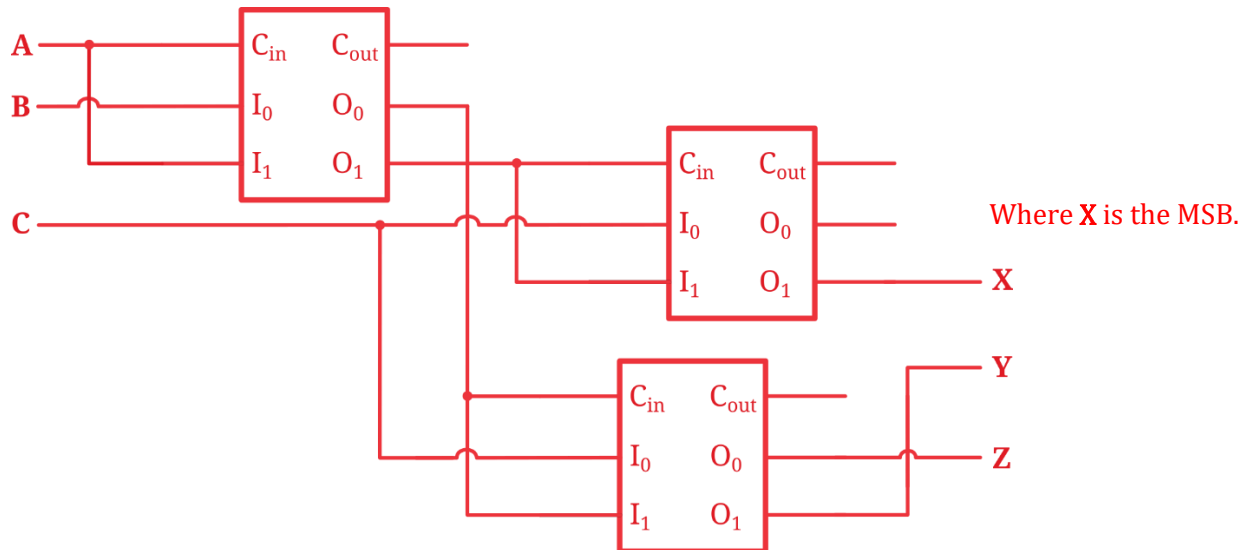 A
B
C
C_in C_out
I_0 O_0
I_1 O_1
C_in C_out
I_0 O_0
I_1 O_1
Where X is the MSB.
X
C_in C_out
I_0 O_0
I_1 O_1
Y
Z